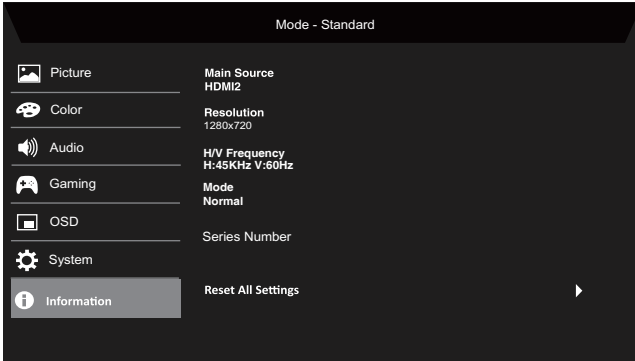 Mode - Standard
Picture
Color
Audio
Gaming
OSD
System
Information
Main Source
HDMI2
Resolution
1280x720
H/V Frequency
H:45KHz V:60Hz
Mode
Normal
Series Number
Reset All Settings